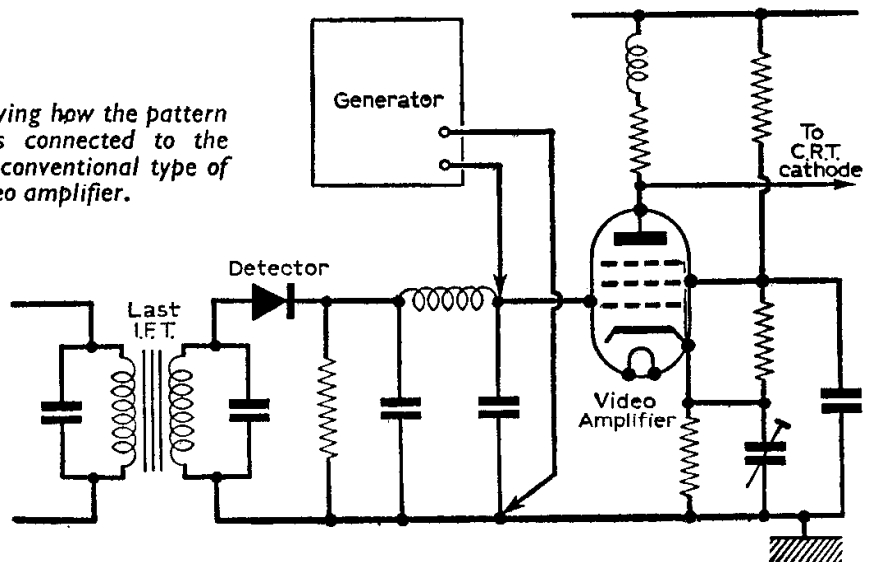 ying how the pattern
s connected to the
conventional type of
eo amplifier.
Generator
To
C.R.T.
cathode
Detector
Last
I.F.T.
Video
Amplifier